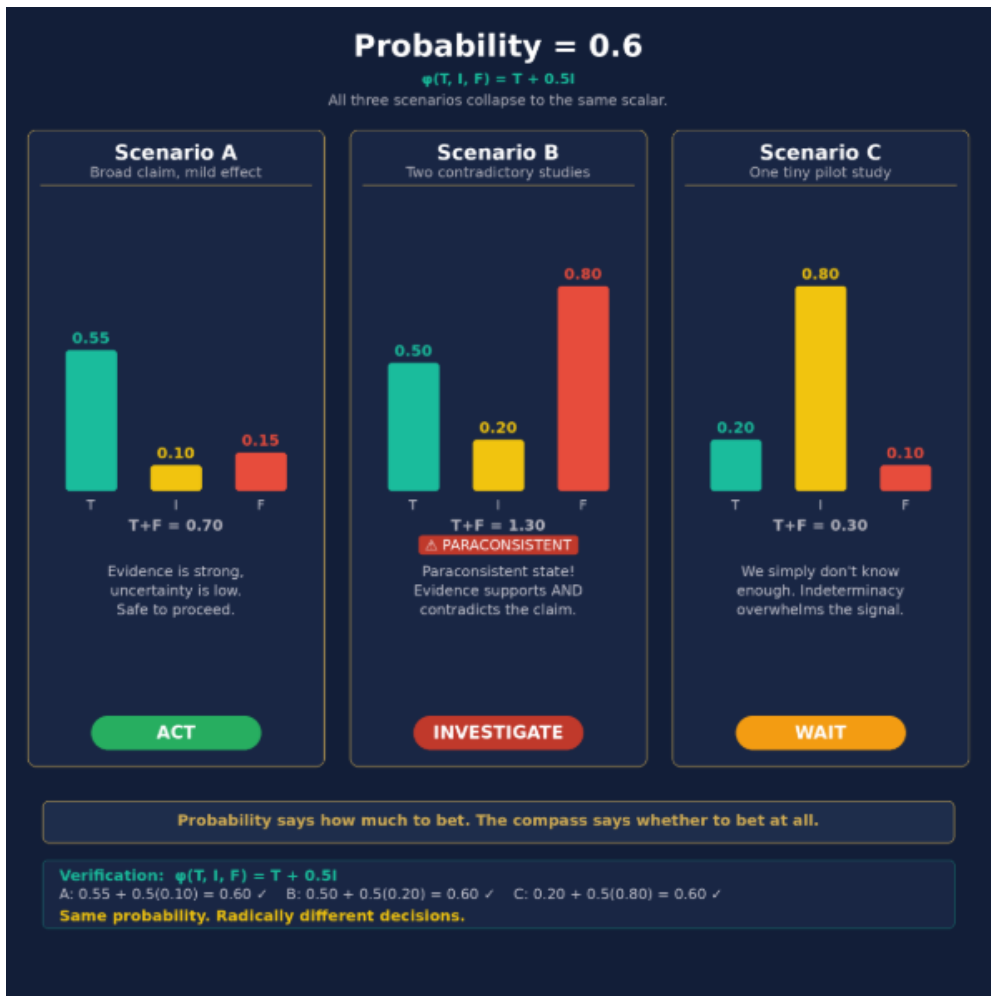 Probability = 0.6
φ(T, I, F) = T + 0.5I
All three scenarios collapse to the same scalar.
Scenario A
Broad claim, mild effect
0.55
0.10
0.15
T
I
F
T+F = 0.70
Evidence is strong,
uncertainty is low.
Safe to proceed.
ACT
Scenario B
Two contradictory studies
0.50
0.20
0.80
T
I
F
T+F = 1.30
⚠ PARACONSISTENT
Paraconsistent state!
Evidence supports AND
contradicts the claim.
INVESTIGATE
Scenario C
One tiny pilot study
0.20
0.80
0.10
T
I
F
T+F = 0.30
We simply don't know
enough. Indeterminacy
overwhelms the signal.
WAIT
Probability says how much to bet. The compass says whether to bet at all.
Verification: φ(T, I, F) = T + 0.5I
A: 0.55 + 0.5(0.10) = 0.60 ✓ B: 0.50 + 0.5(0.20) = 0.60 ✓ C: 0.20 + 0.5(0.80) = 0.60 ✓
Same probability. Radically different decisions.